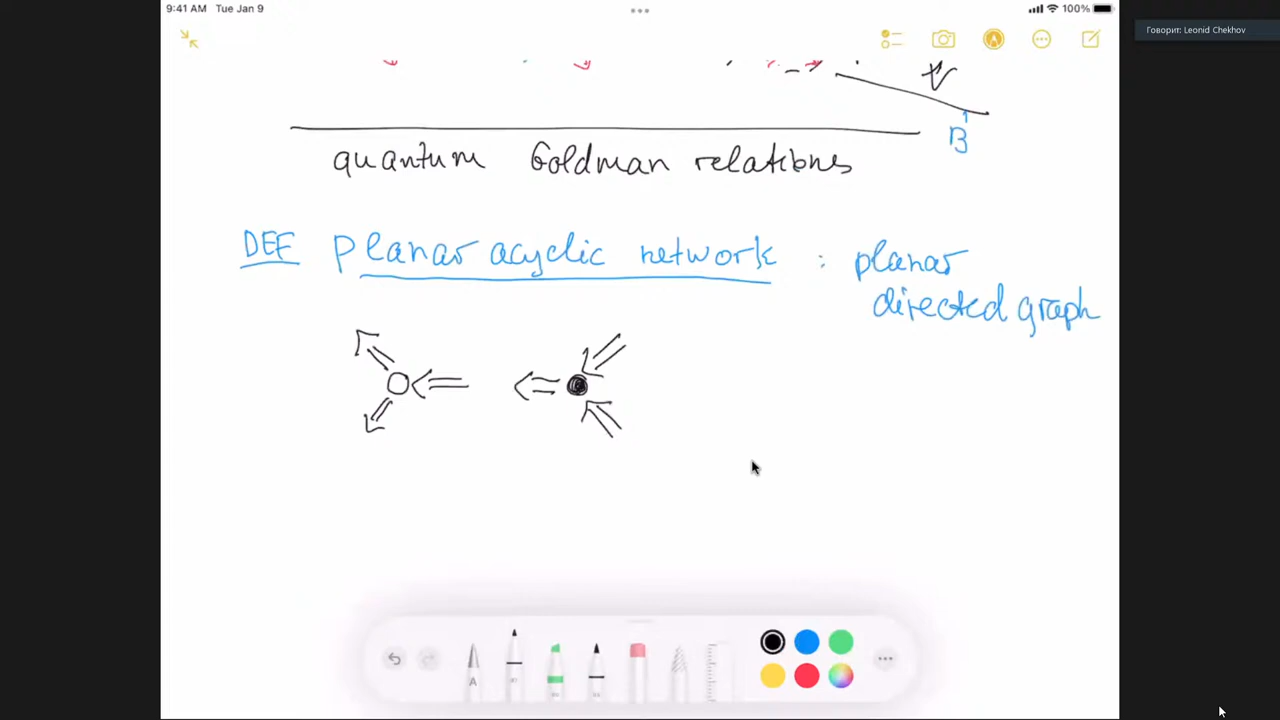 9:41 AM Tue Jan 9
100%
Говорит: Leonid Chekhov
B
quantum Goldman relations
DEF Planar acyclic network : planar
directed graph
A